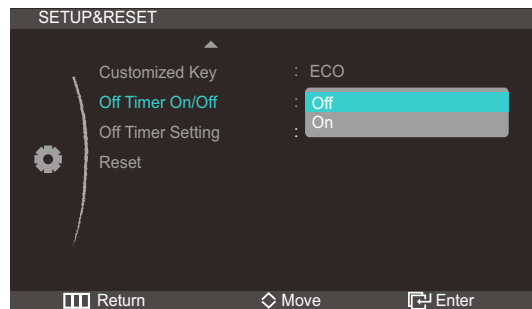 SETUP&RESET
Customized Key : ECO
Off Timer On/Off : Off
On
Off Timer Setting :
Reset
Return Move Enter